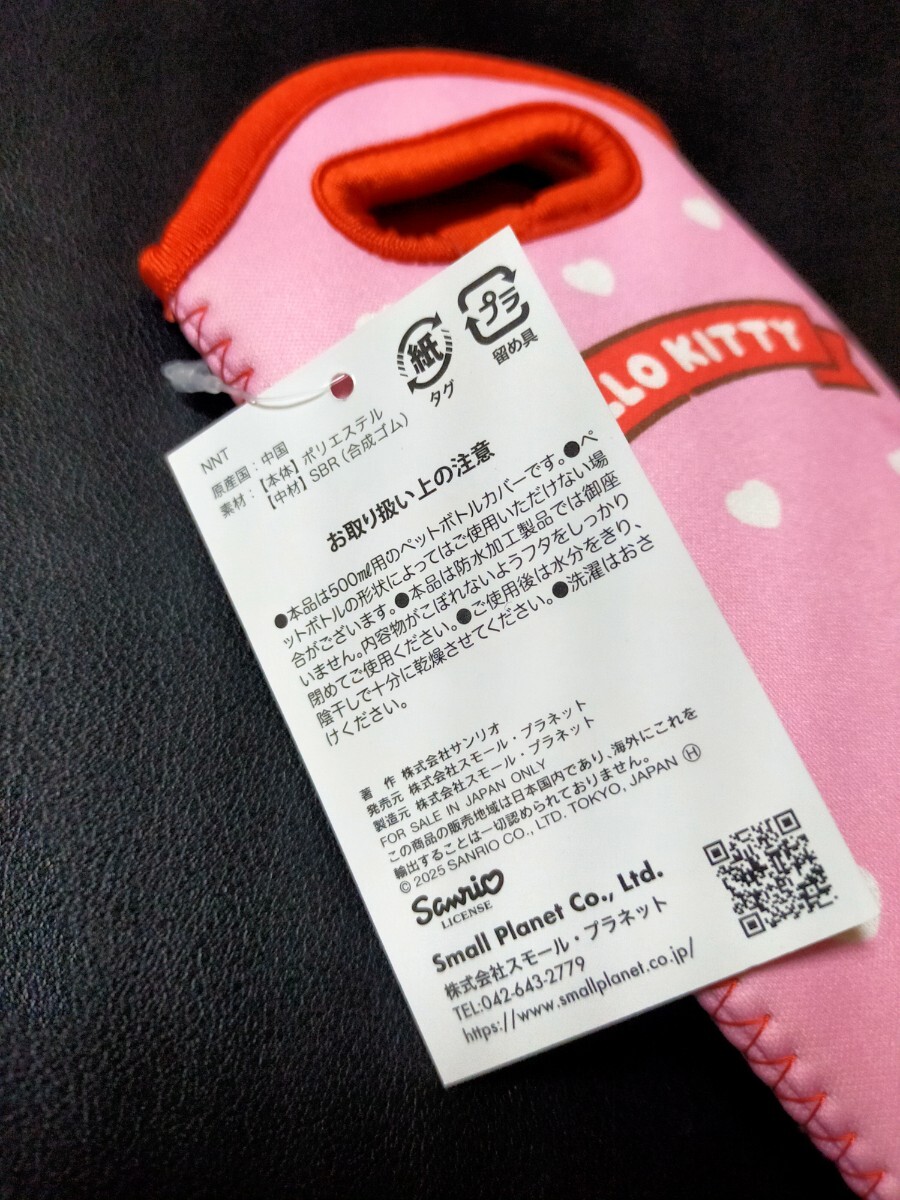 紙
タグ
プラ
留め具
LLO KITTY
NNT
原産国：中国
素材：【本体】ポリエステル
【中材】SBR（合成ゴム）
お取り扱い上の注意
●本品は500㎖用のペットボトルカバーです。●ペ
ットボトルの形状によってはご使用いただけない場
合がございます。●本品は防水加工製品では御座
いません。内容物がこぼれないようフタをしっかり
閉めてご使用ください。●ご使用後は水分をきり、
陰干しで十分に乾燥させてください。●洗濯はおさ
けください。
著　作 株式会社サンリオ
発売元 株式会社スモール・プラネット
製造元 株式会社スモール・プラネット
FOR SALE IN JAPAN ONLY
この商品の販売地域は日本国内であり、海外にこれを
輸出することは一切認められておりません。
© 2025 SANRIO CO., LTD. TOKYO, JAPAN Ⓗ
Sanrio
LICENSE
Small Planet Co., Ltd.
株式会社スモール・プラネット
TEL:042-643-2779
https://www.smallplanet.co.jp/